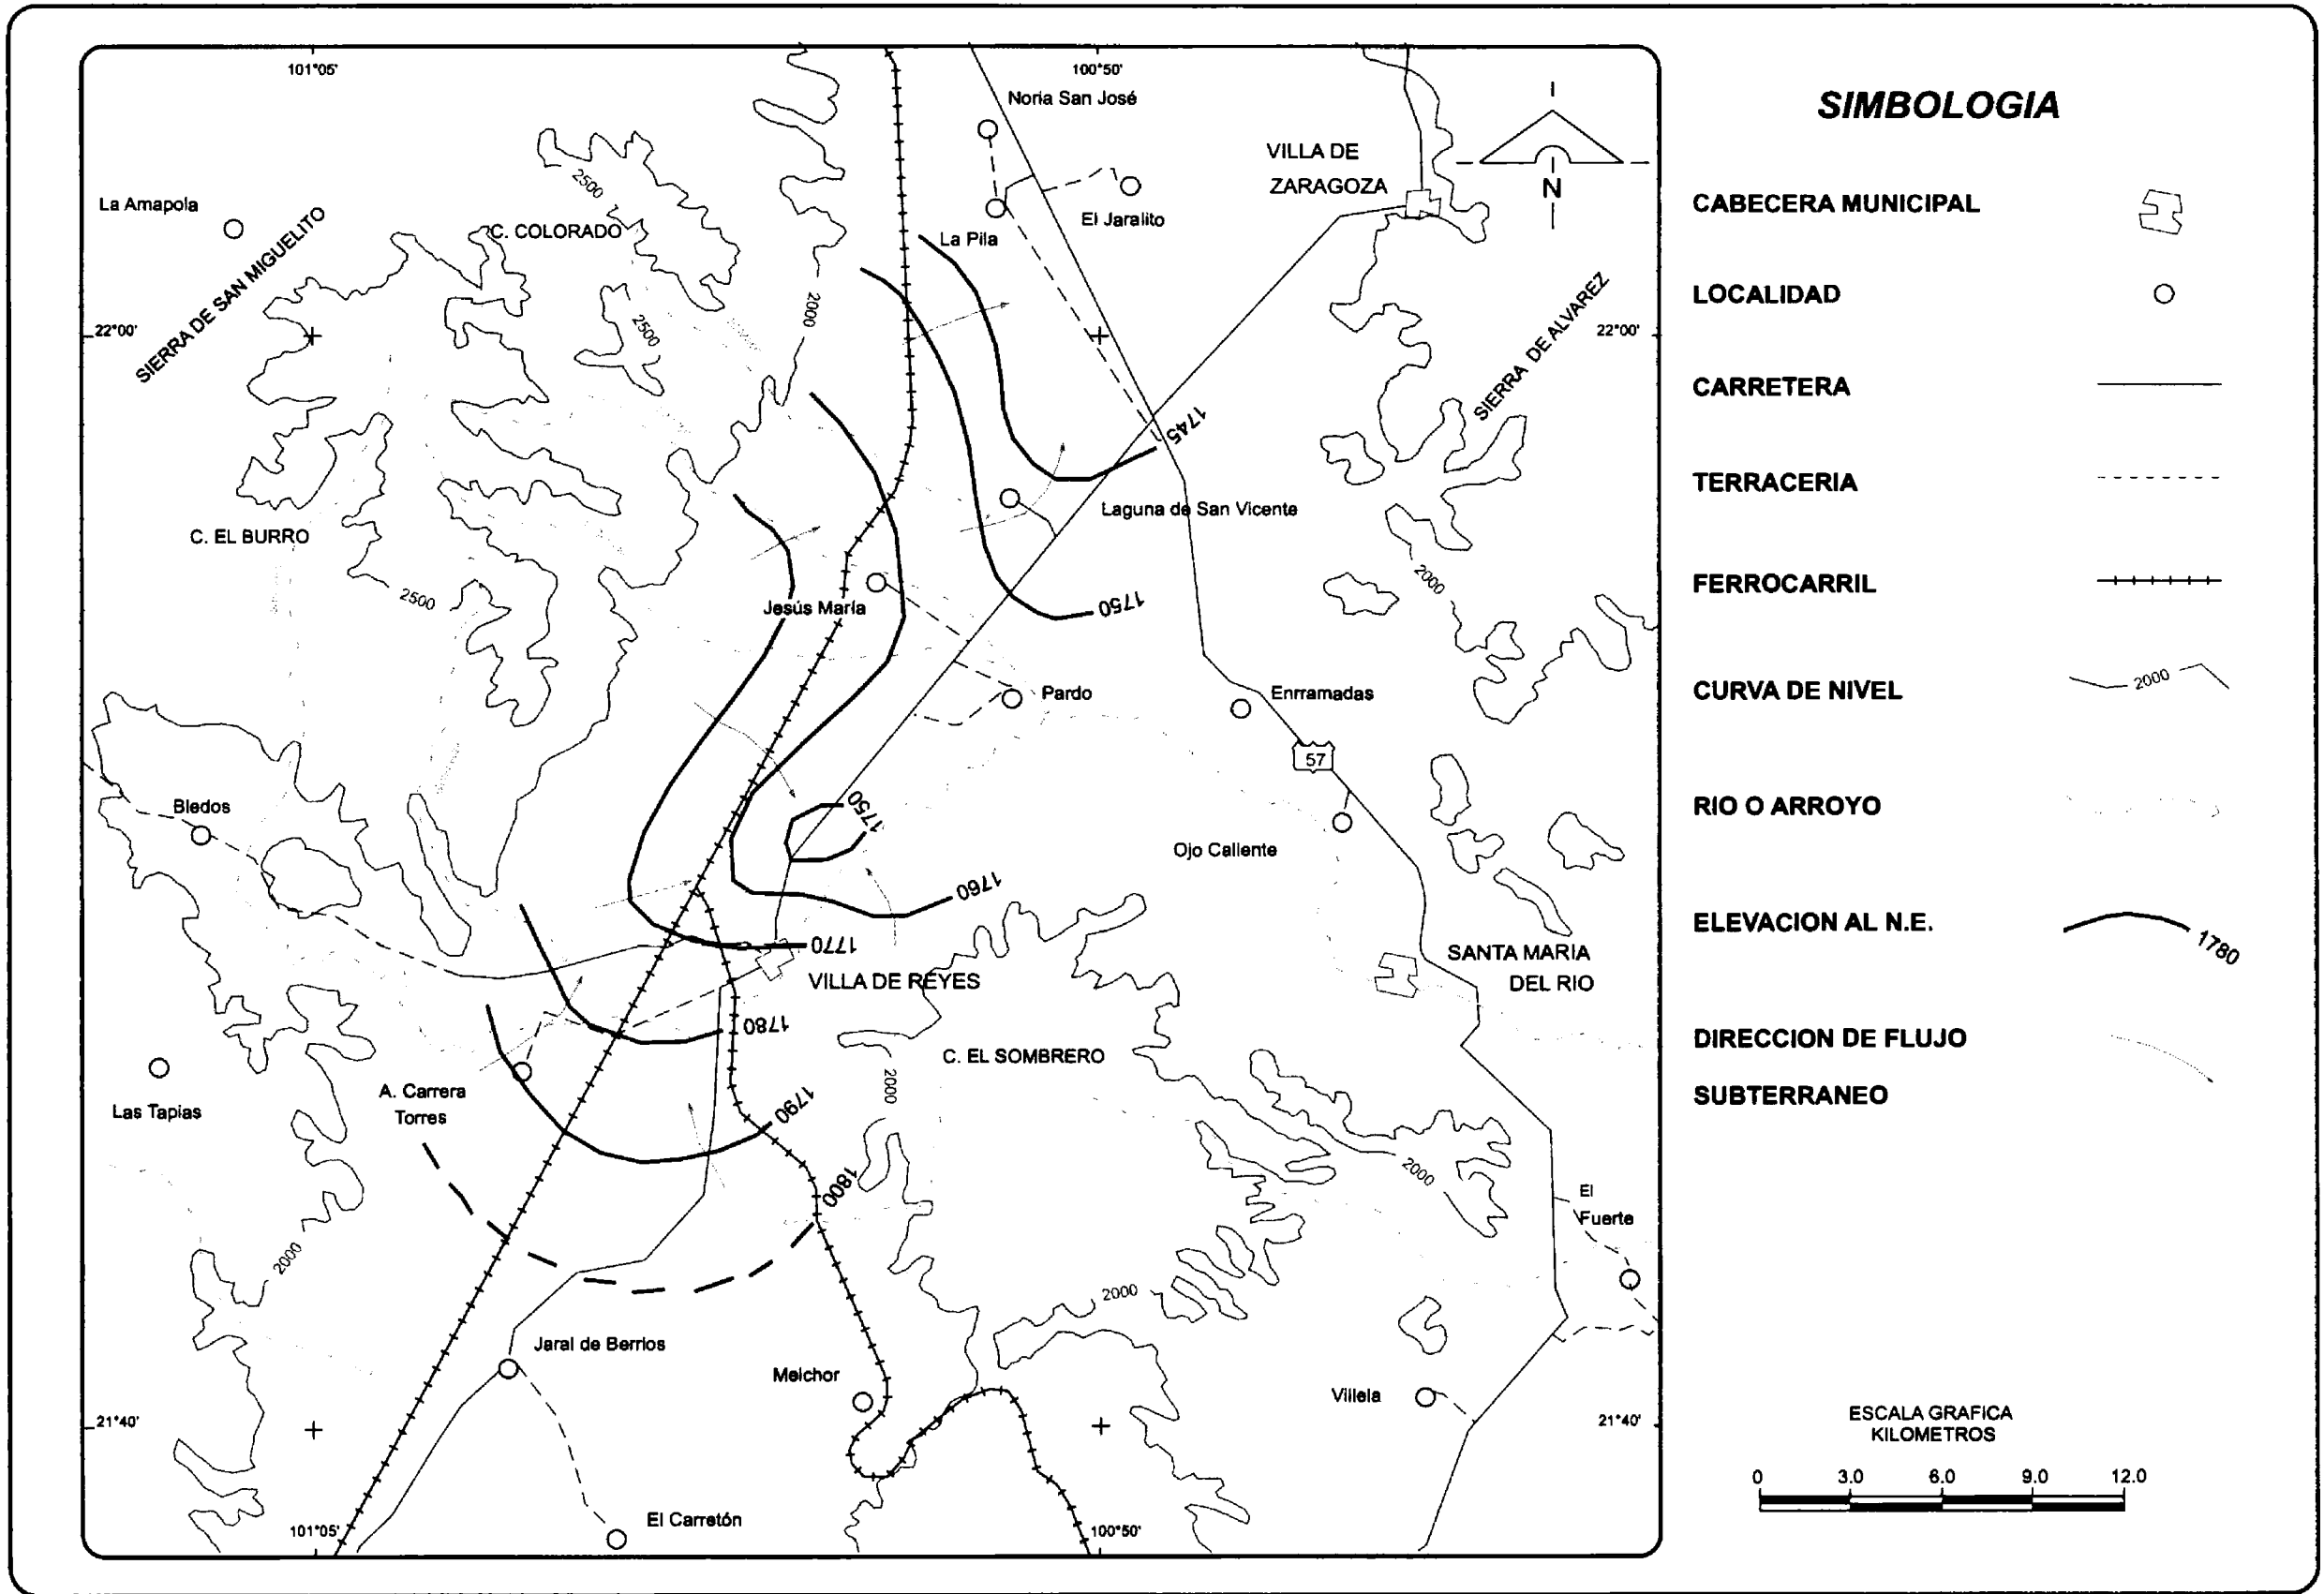 101°05'
100°50'
Noria San José
VILLA DE
ZARAGOZA
N
La Amapola
2500
C. COLORADO
El Jaralito
La Pila
SIERRA DE SAN MIGUELITO
2000
2500
22°00'
22°00'
SIERRA DE ALVAREZ
1745
Laguna de San Vicente
C. EL BURRO
2500
2000
Jesús María
1750
Pardo
Enrramadas
57
Bledos
1750
Ojo Caliente
1760
1770
SANTA MARIA
DEL RIO
VILLA DE REYES
1780
C. EL SOMBRERO
2000
A. Carrera
Torres
Las Tapias
1790
2000
1800
El
Fuerte
2000
2000
Jaral de Berrios
Melchor
Villela
21°40'
21°40'
El Carretón
101°05'
100°50'
SIMBOLOGIA
CABECERA MUNICIPAL
LOCALIDAD
CARRETERA
TERRACERIA
FERROCARRIL
CURVA DE NIVEL
2000
RIO O ARROYO
ELEVACION AL N.E.
1780
DIRECCION DE FLUJO
SUBTERRANEO
ESCALA GRAFICA
KILOMETROS
0 3.0 6.0 9.0 12.0